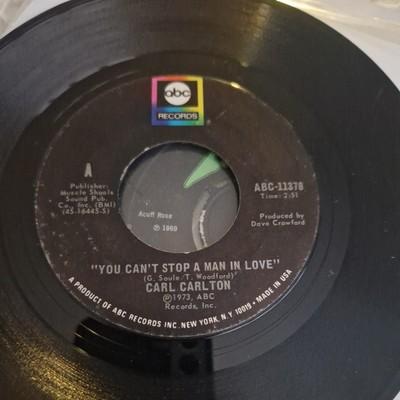 abc
RECORDS
A
Publisher:
Muscle Shoals
Sound Pub.
Co., Inc. (BMI)
(45-16445-S)
ABC-11378
Time: 2:51
Produced by
Dave Crawford
Acuff Rose
℗ 1969
"YOU CAN'T STOP A MAN IN LOVE"
(G. Soule/T. Woodford)
CARL CARLTON
℗1973, ABC
Records, Inc.
A PRODUCT OF ABC RECORDS INC. NEW YORK, N.Y. 10019 • MADE IN USA